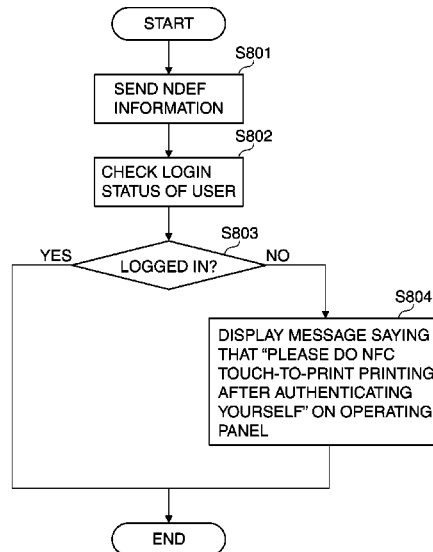 START
S801
SEND NDEF
INFORMATION
S802
CHECK LOGIN
STATUS OF USER
S803
YES
LOGGED IN?
NO
S804
DISPLAY MESSAGE SAYING
THAT “PLEASE DO NFC
TOUCH-TO-PRINT PRINTING
AFTER AUTHENTICATING
YOURSELF” ON OPERATING
PANEL
END